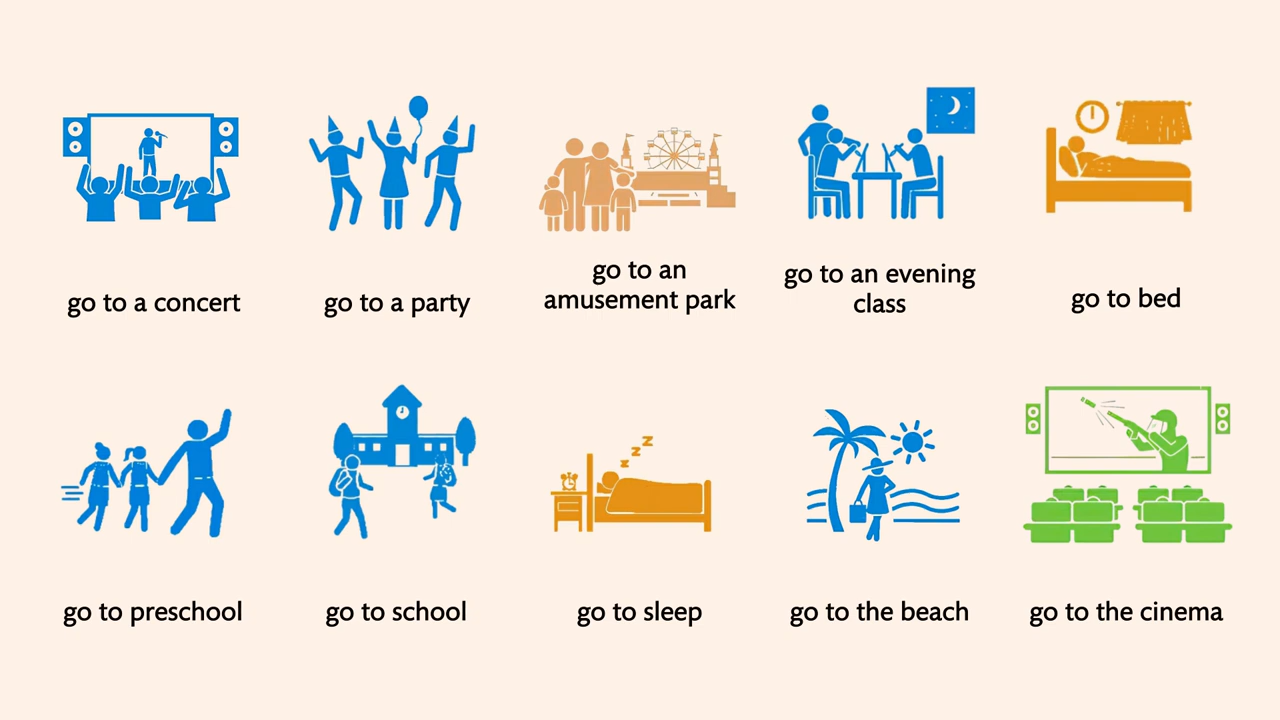 go to a concert
go to a party
go to an
amusement park
go to an evening
class
go to bed
go to preschool
go to school
go to sleep
go to the beach
go to the cinema